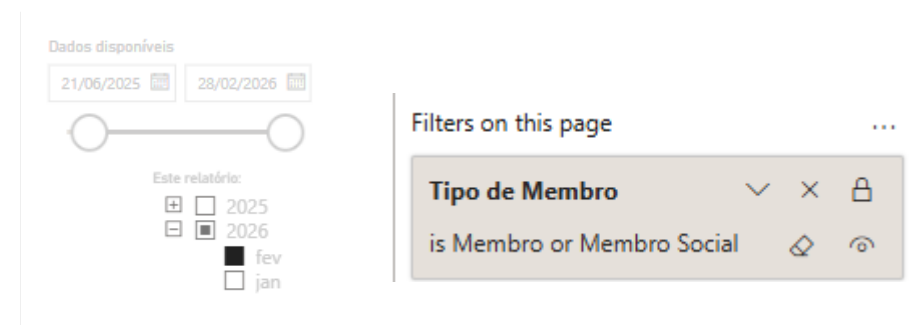 Dados disponíveis
21/06/2025 28/02/2026
Este relatório:
2025
2026
fev
jan
Filters on this page ...
Tipo de Membro
is Membro or Membro Social